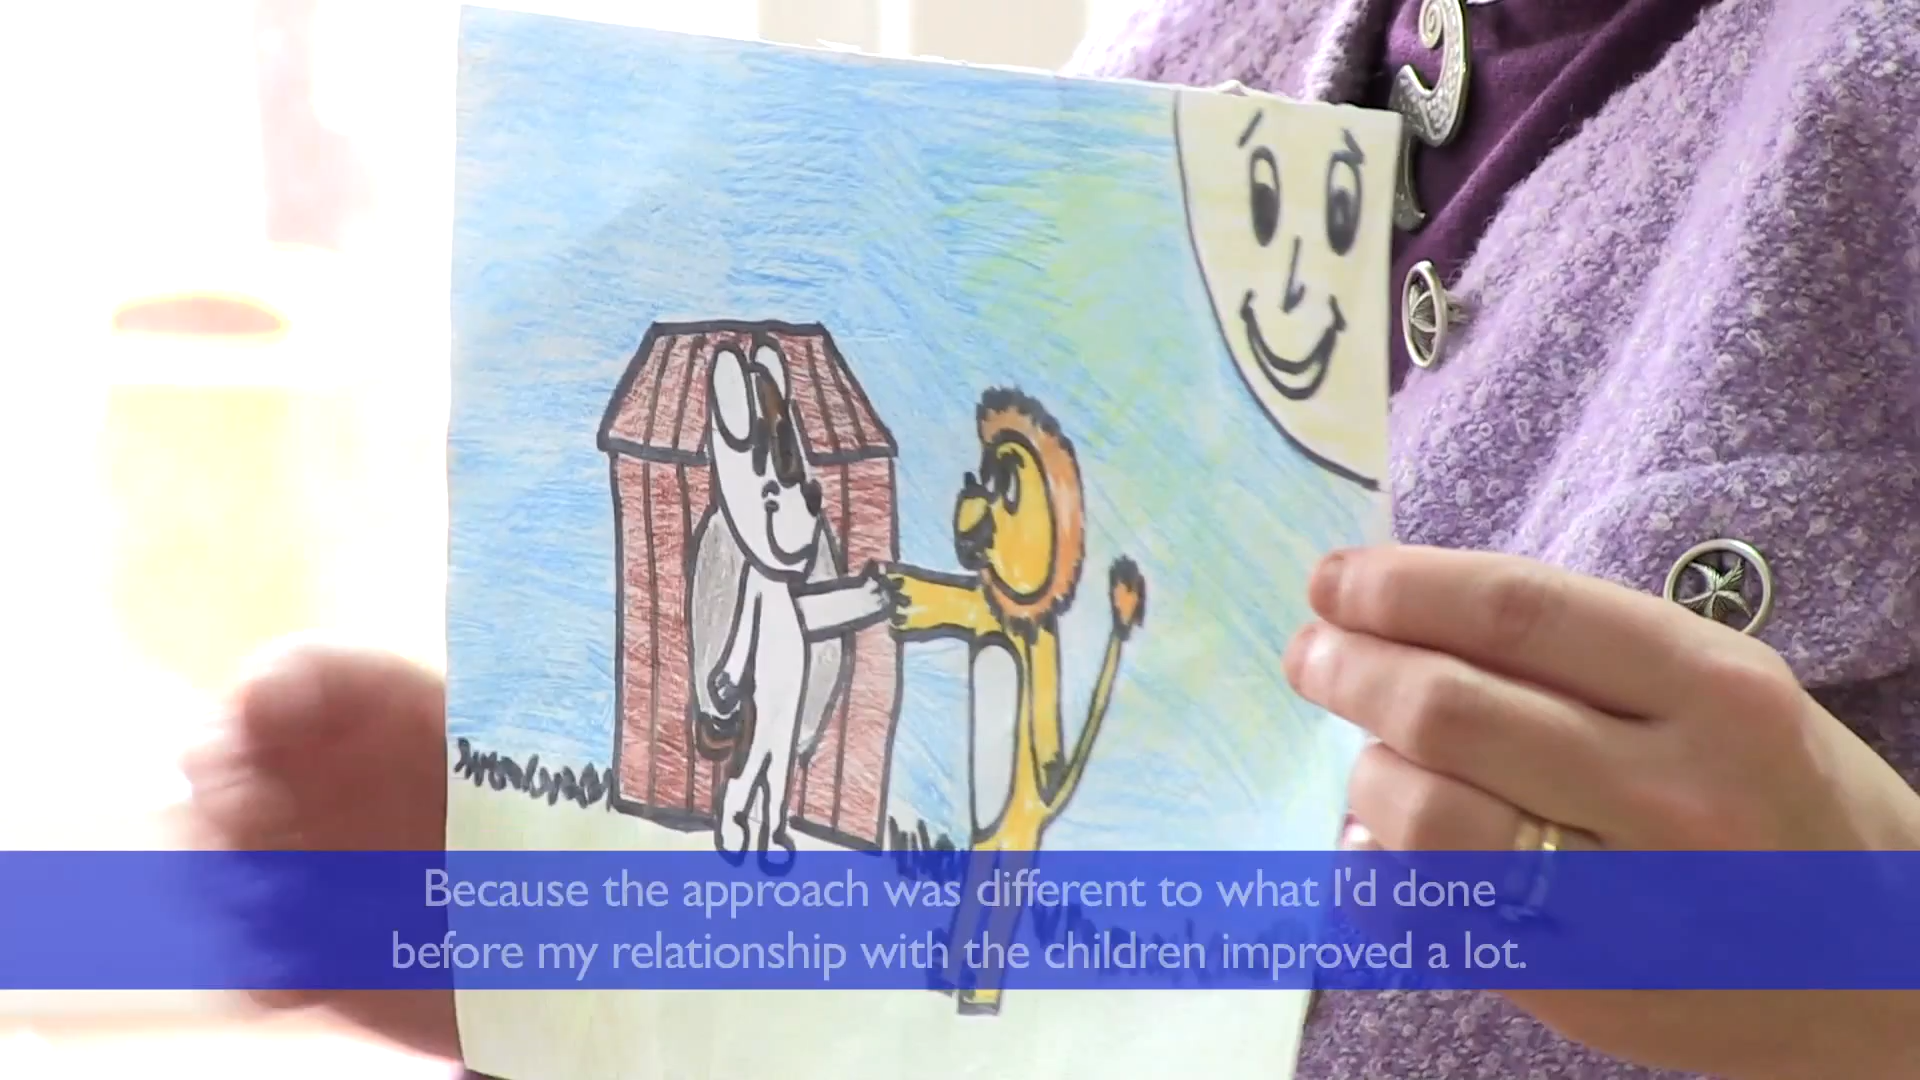 Because the approach was different to what I'd done
before my relationship with the children improved a lot.